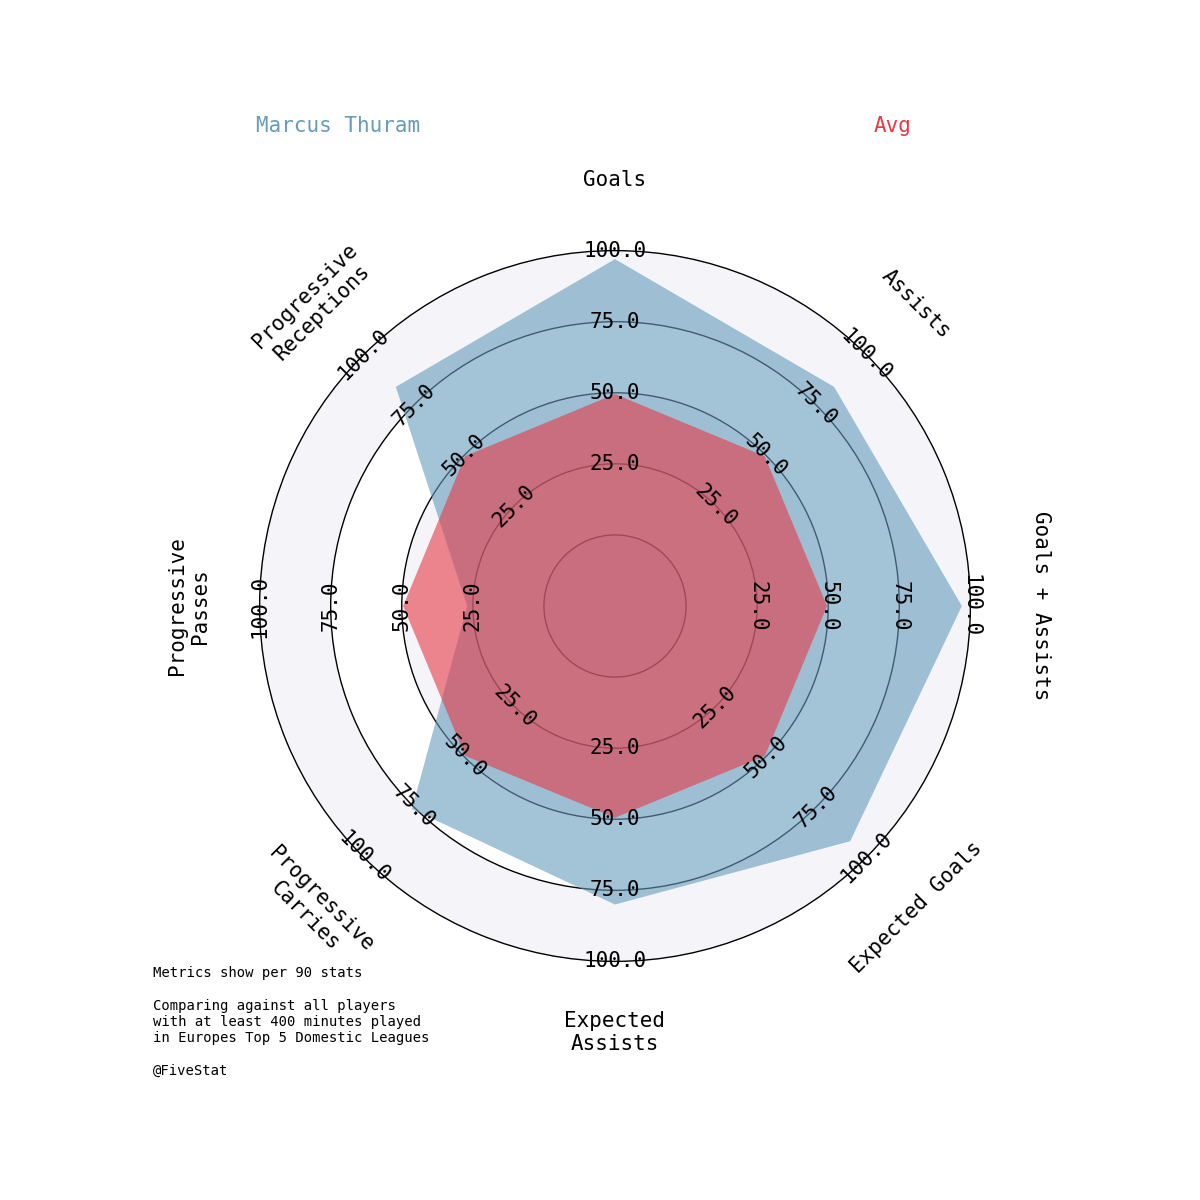 Marcus Thuram
Avg
Goals
Assists
Goals + Assists
Expected Goals
Expected
Assists
Progressive
Carries
Progressive
Passes
Progressive
Receptions
25.0
50.0
75.0
100.0
25.0
50.0
75.0
100.0
25.0
50.0
75.0
100.0
25.0
50.0
75.0
100.0
25.0
50.0
75.0
100.0
25.0
50.0
75.0
100.0
25.0
50.0
75.0
100.0
25.0
50.0
75.0
100.0
Metrics show per 90 stats
Comparing against all players
with at least 400 minutes played
in Europes Top 5 Domestic Leagues
@FiveStat